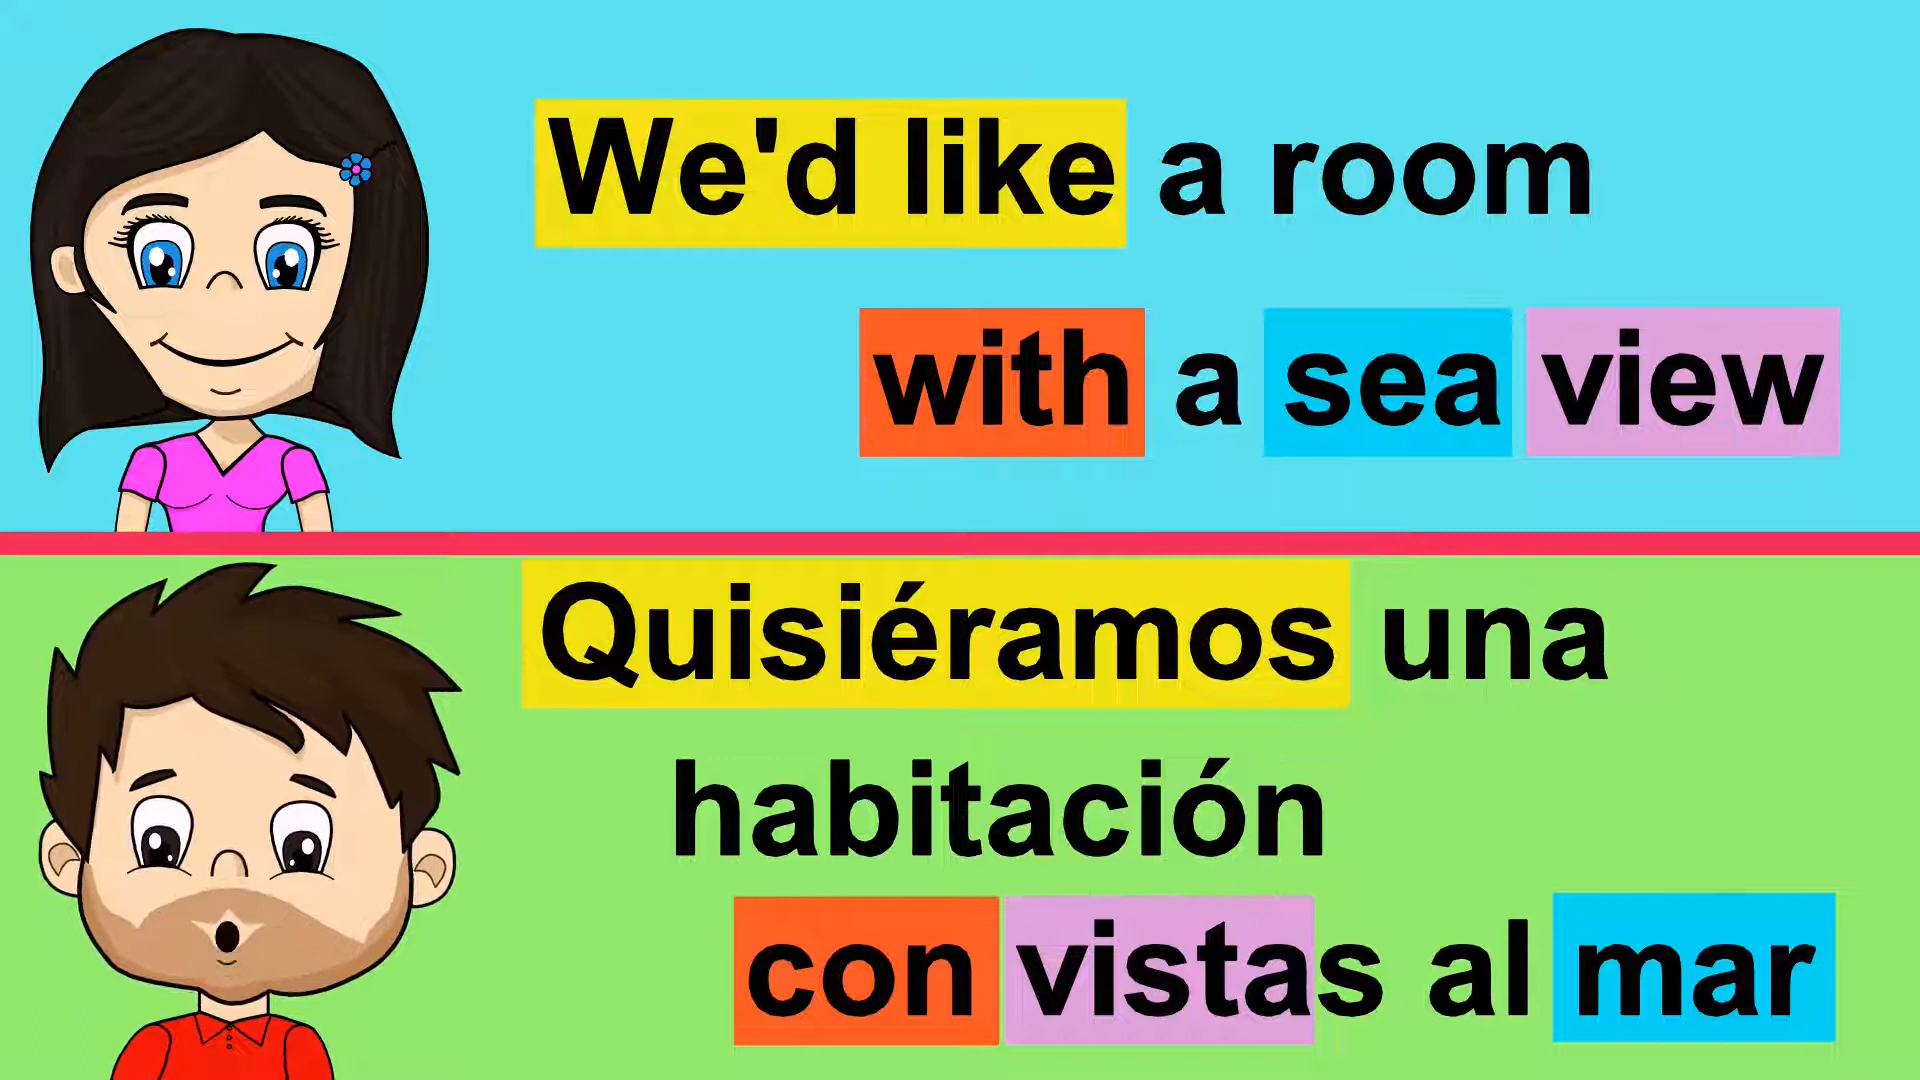 We'd like a room
with a sea view
Quisiéramos una
habitación
con vistas al mar